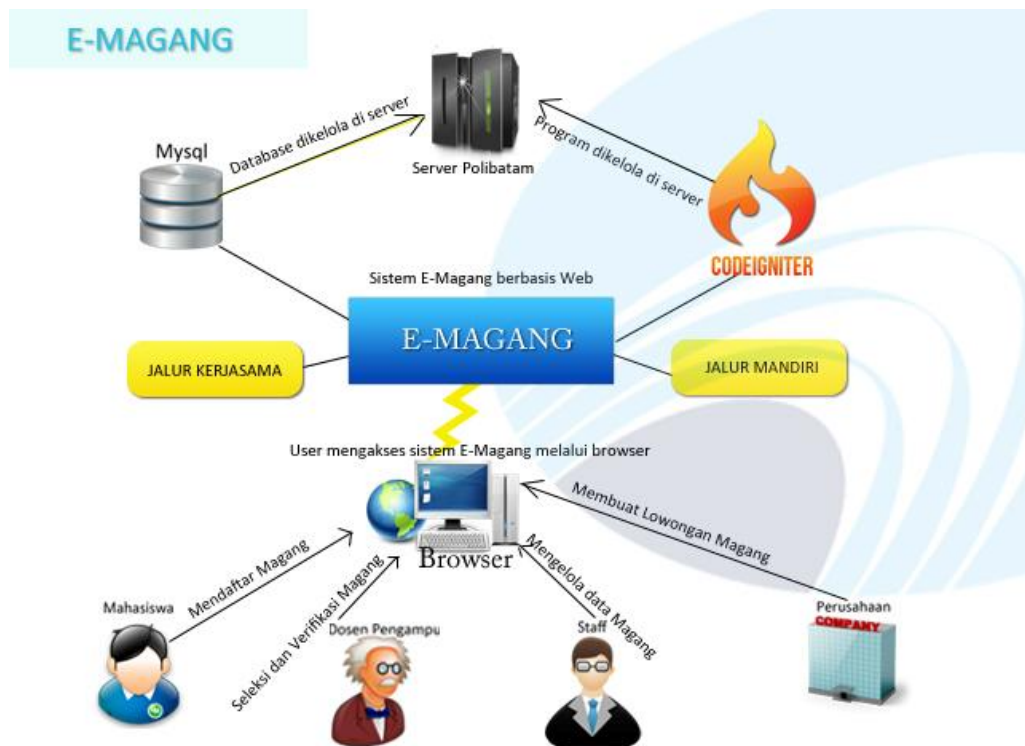 E-MAGANG
Mysql
Database dikelola di server
Server Polibatam
Program dikelola di server
CODEIGNITER
Sistem E-Magang berbasis Web
E-MAGANG
JALUR KERJASAMA
JALUR MANDIRI
User mengakses sistem E-Magang melalui browser
Browser
Mendaftar Magang
Seleksi dan Verifikasi Magang
Mengelola data Magang
Membuat Lowongan Magang
Mahasiswa
Dosen Pengampu
Staff
Perusahaan
COMPANY